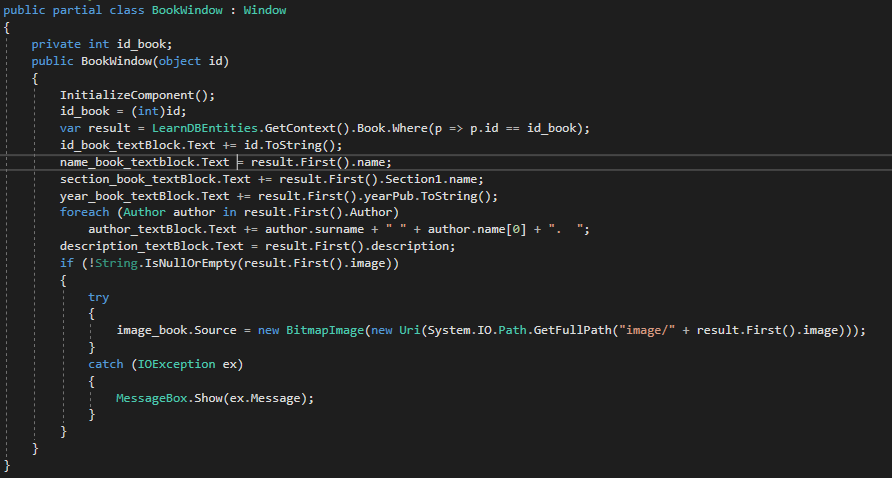 public partial class BookWindow : Window
{
    private int id_book;
    public BookWindow(object id)
    {
        InitializeComponent();
        id_book = (int)id;
        var result = LearnDBEntities.GetContext().Book.Where(p => p.id == id_book);
        id_book_textBlock.Text += id.ToString();
        name_book_textblock.Text = result.First().name;
        section_book_textBlock.Text += result.First().Section1.name;
        year_book_textBlock.Text += result.First().yearPub.ToString();
        foreach (Author author in result.First().Author)
            author_textBlock.Text += author.surname + " " + author.name[0] + ".  ";
        description_textBlock.Text = result.First().description;
        if (!String.IsNullOrEmpty(result.First().image))
        {
            try
            {
                image_book.Source = new BitmapImage(new Uri(System.IO.Path.GetFullPath("image/" + result.First().image)));
            }
            catch (IOException ex)
            {
                MessageBox.Show(ex.Message);
            }
        }
    }
}